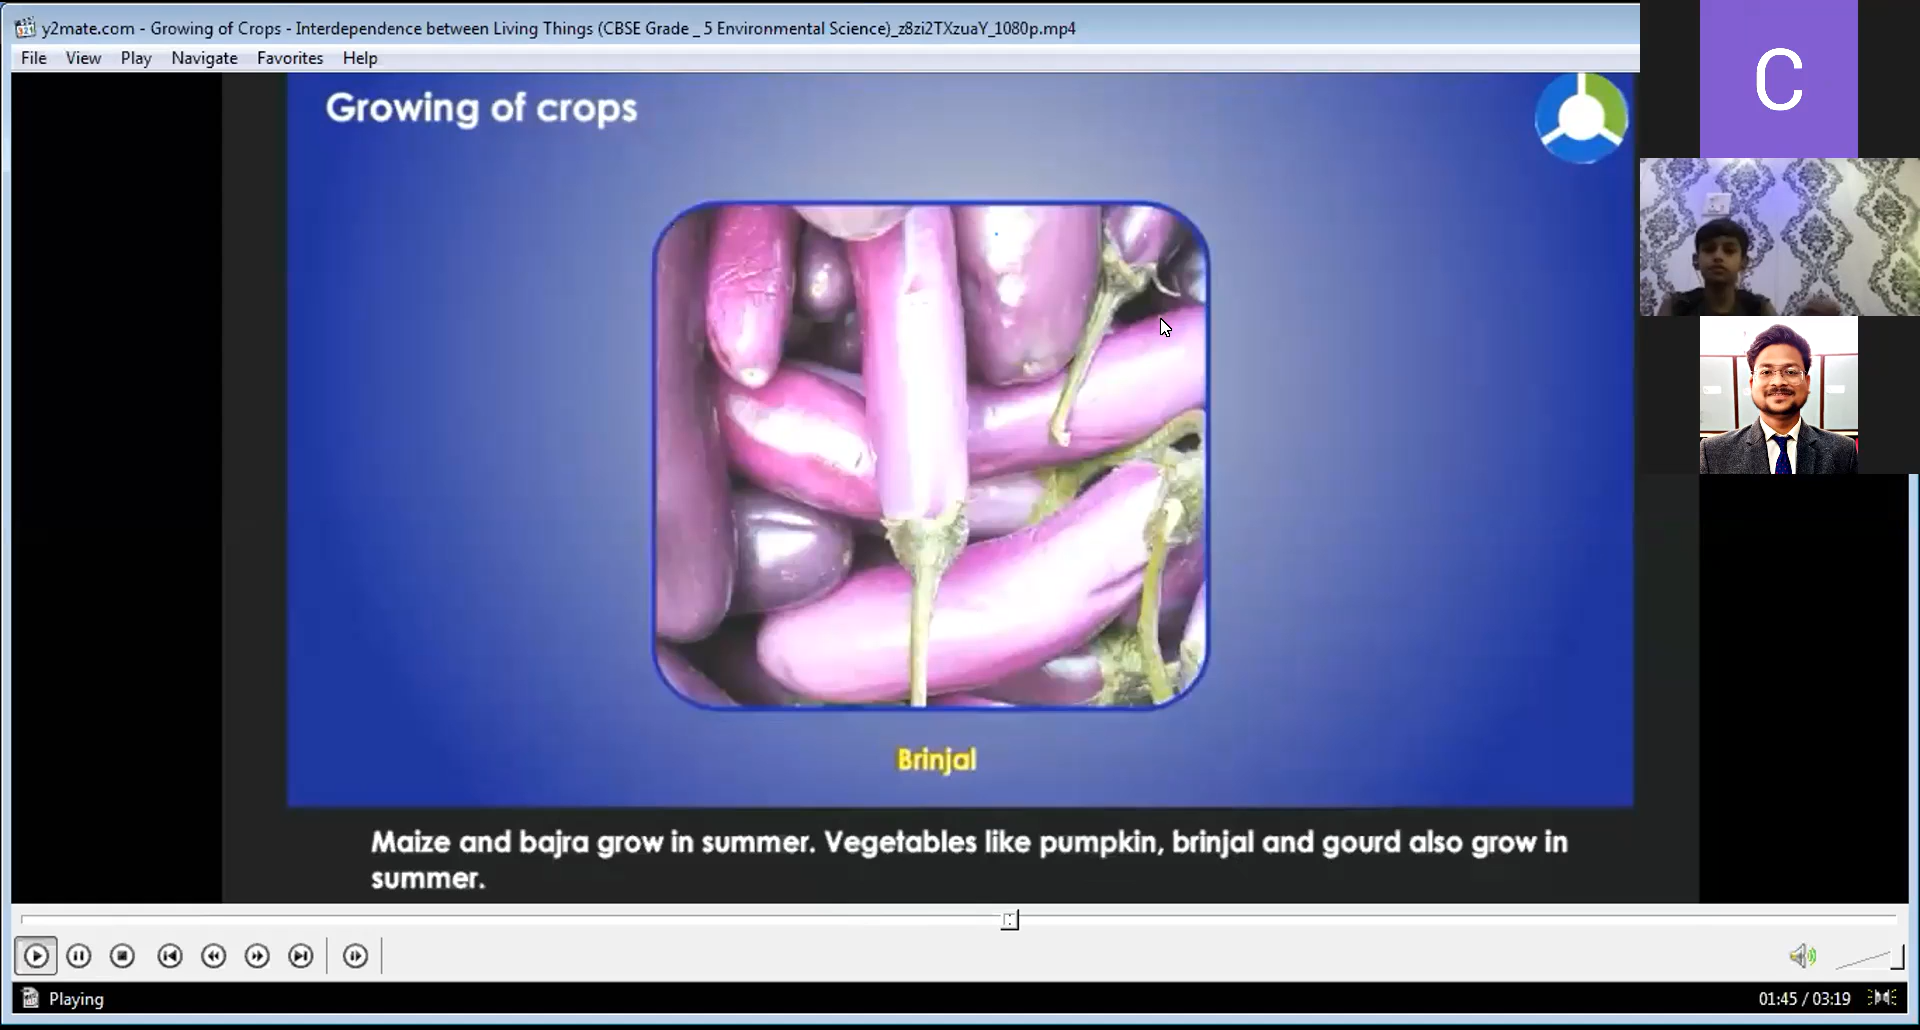 y2mate.com - Growing of Crops - Interdependence between Living Things (CBSE Grade _ 5 Environmental Science)_z8zi2TXzuaY_1080p.mp4
File View Play Navigate Favorites Help
C
Growing of crops
Brinjal
Maize and bajra grow in summer. Vegetables like pumpkin, brinjal and gourd also grow in
summer.
Playing
01:45 / 03:19